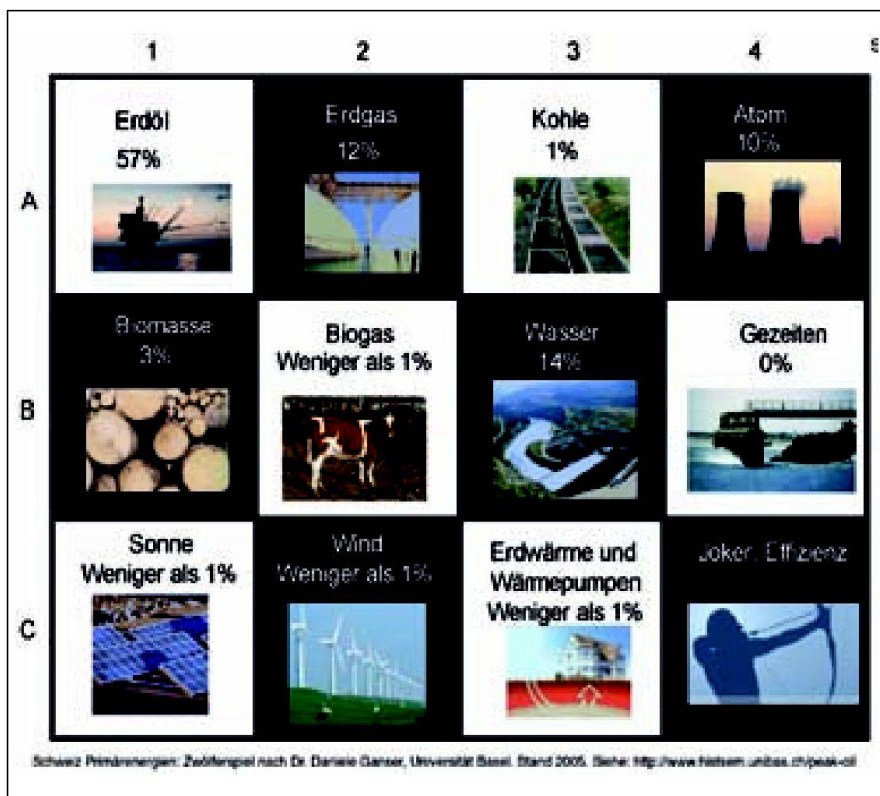 1 2 3 4
A
Erdöl
57%
Erdgas
12%
Kohle
1%
Atom
10%
B
Biomasse
3%
Biogas
Weniger als 1%
Wasser
14%
Gezeiten
0%
C
Sonne
Weniger als 1%
Wind
Weniger als 1%
Erdwärme und
Wärmepumpen
Weniger als 1%
Joker: Effizienz
Schweiz Primärenergien: Zwölferspiel nach Dr. Daniele Ganser, Universität Basel. Stand 2005. Siehe: http://www.histsem.unibas.ch/peak-oil